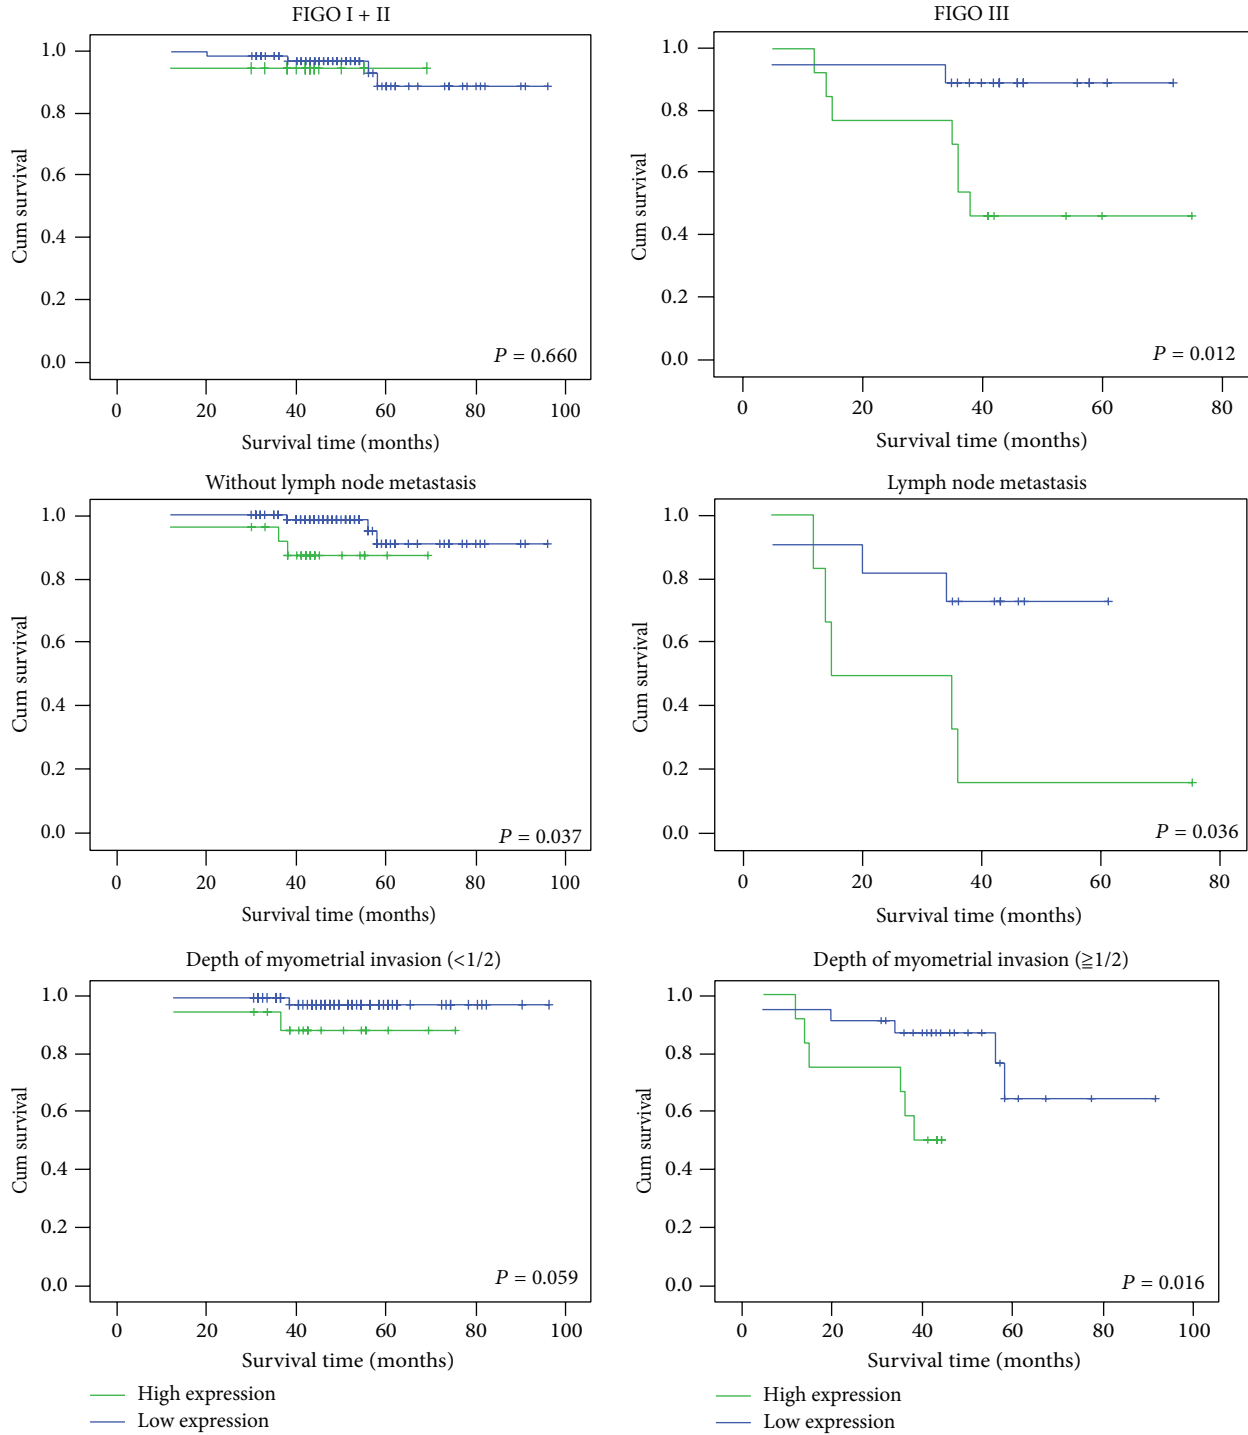 FIGO I + II
1.0
0.8
0.6
0.4
0.2
0.0
Cum survival
P = 0.660
0 20 40 60 80 100
Survival time (months)
FIGO III
1.0
0.8
0.6
0.4
0.2
0.0
Cum survival
P = 0.012
0 20 40 60 80
Survival time (months)
Without lymph node metastasis
1.0
0.8
0.6
0.4
0.2
0.0
Cum survival
P = 0.037
0 20 40 60 80 100
Survival time (months)
Lymph node metastasis
1.0
0.8
0.6
0.4
0.2
0.0
Cum survival
P = 0.036
0 20 40 60 80
Survival time (months)
Depth of myometrial invasion (<1/2)
1.0
0.8
0.6
0.4
0.2
0.0
Cum survival
P = 0.059
0 20 40 60 80 100
Survival time (months)
High expression
Low expression
Depth of myometrial invasion (≧1/2)
1.0
0.8
0.6
0.4
0.2
0.0
Cum survival
P = 0.016
0 20 40 60 80 100
Survival time (months)
High expression
Low expression